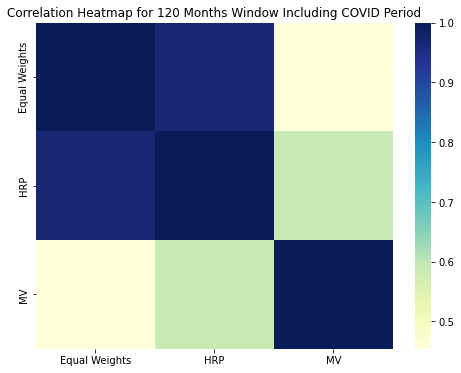 Correlation Heatmap for 120 Months Window Including COVID Period
Equal Weights
HRP
MV
Equal Weights
HRP
MV
1.0
0.9
0.8
0.7
0.6
0.5